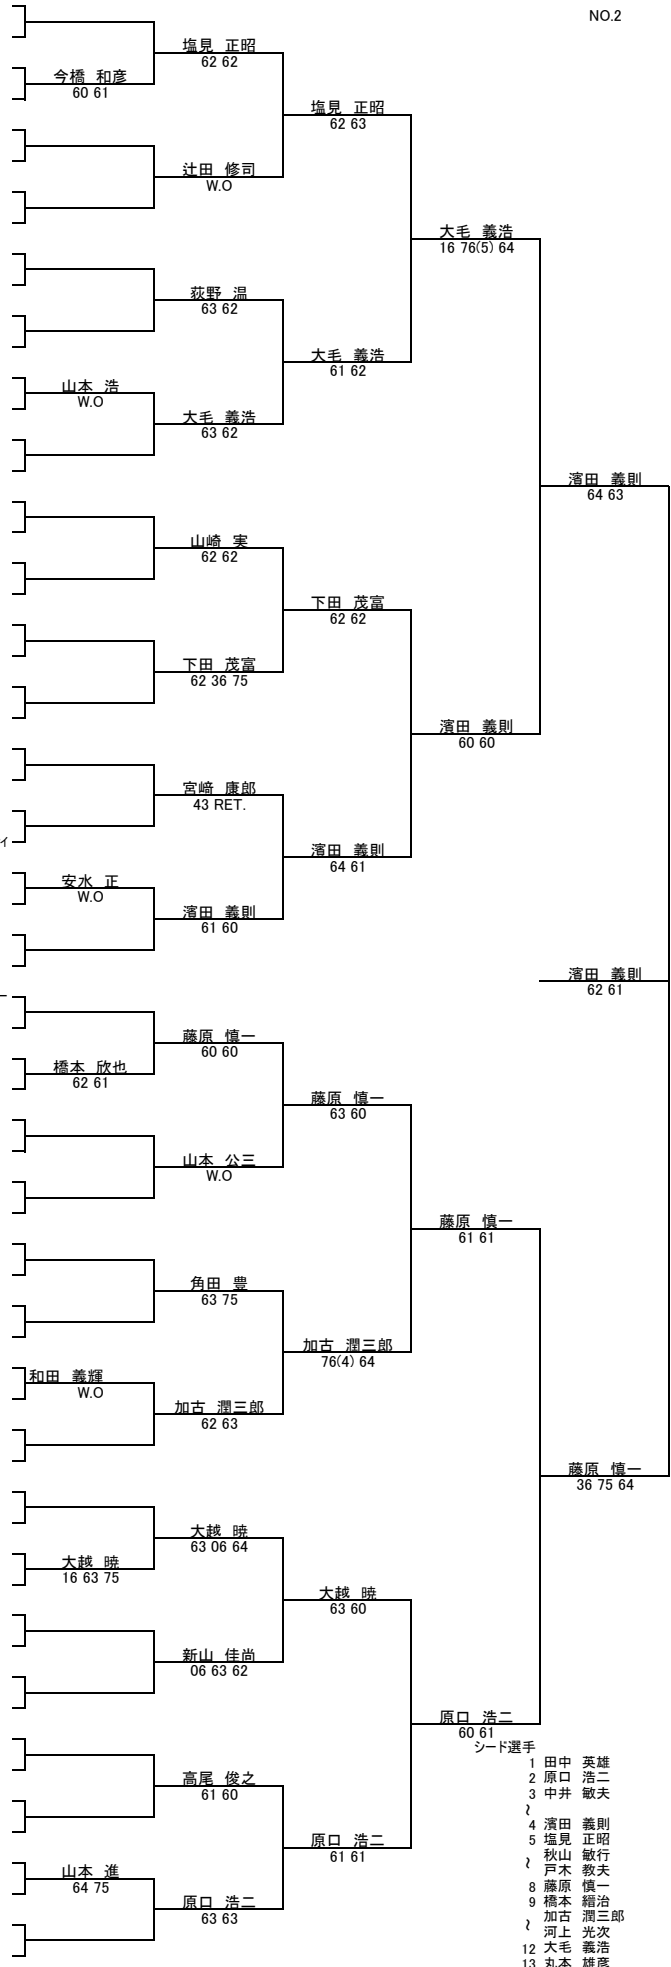 NO.2
塩見 正昭
62 62
今橋 和彦
60 61
塩見 正昭
62 63
辻田 修司
W.O
大毛 義浩
16 76(5) 64
荻野 温
63 62
大毛 義浩
61 62
山本 浩
W.O
大毛 義浩
63 62
濱田 義則
64 63
山崎 実
62 62
下田 茂富
62 62
下田 茂富
62 36 75
濱田 義則
60 60
宮崎 康郎
43 RET.
ィ
濱田 義則
64 61
安水 正
W.O
濱田 義則
61 60
濱田 義則
62 61
ー
藤原 慎一
60 60
橋本 欣也
62 61
藤原 慎一
63 60
山本 公三
W.O
藤原 慎一
61 61
角田 豊
63 75
加古 潤三郎
76(4) 64
和田 義輝
W.O
加古 潤三郎
62 63
藤原 慎一
36 75 64
大越 暁
63 06 64
大越 暁
16 63 75
大越 暁
63 60
新山 佳尚
06 63 62
原口 浩二
60 61
シード選手
1 田中 英雄
2 原口 浩二
3 中井 敏夫
～
4 濱田 義則
5 塩見 正昭
秋山 敏行
～
戸木 教夫
8 藤原 慎一
9 橋本 縉治
加古 潤三郎
～
河上 光次
12 大毛 義浩
13 丸本 雄彦
高尾 俊之
61 60
原口 浩二
61 61
山本 進
64 75
原口 浩二
63 63